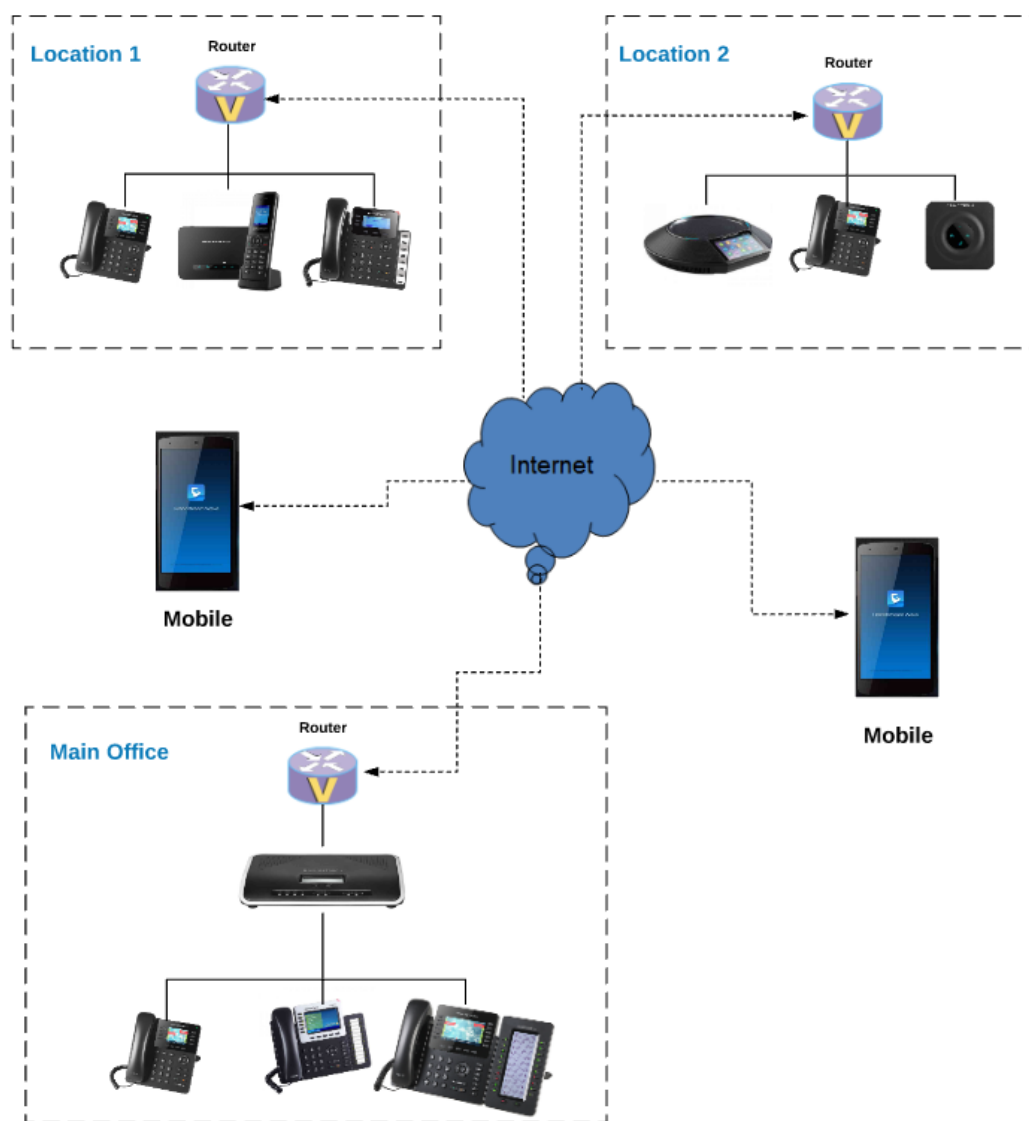 Location 1
Router
Location 2
Router
V
V
Internet
Mobile
Mobile
Main Office
Router
V